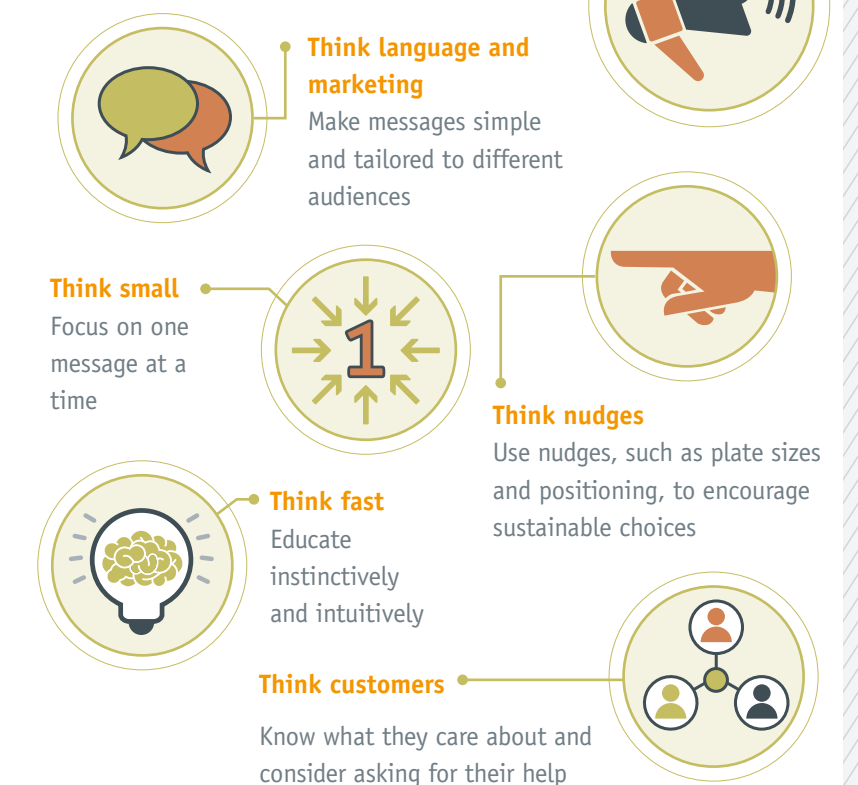 Think language and
marketing
Make messages simple
and tailored to different
audiences
Think small
Focus on one
message at a
time
1
Think nudges
Use nudges, such as plate sizes
and positioning, to encourage
sustainable choices
Think fast
Educate
instinctively
and intuitively
Think customers
Know what they care about and
consider asking for their help